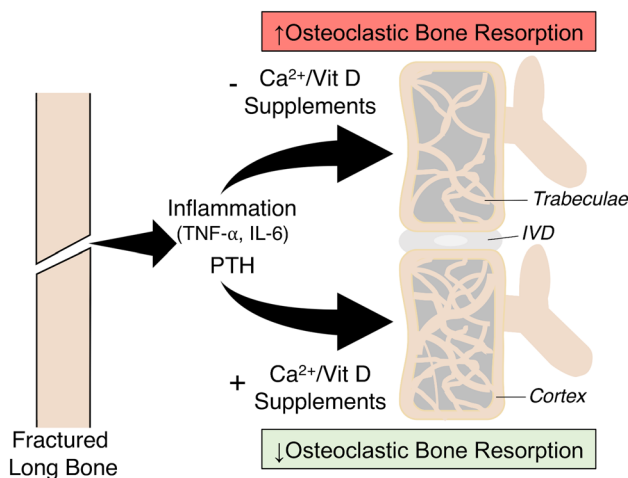 ↑Osteoclastic Bone Resorption
- Ca²⁺/Vit D
Supplements
Inflammation
(TNF-α, IL-6)
PTH
Trabeculae
IVD
+ Ca²⁺/Vit D
Supplements
Cortex
Fractured
Long Bone
↓Osteoclastic Bone Resorption